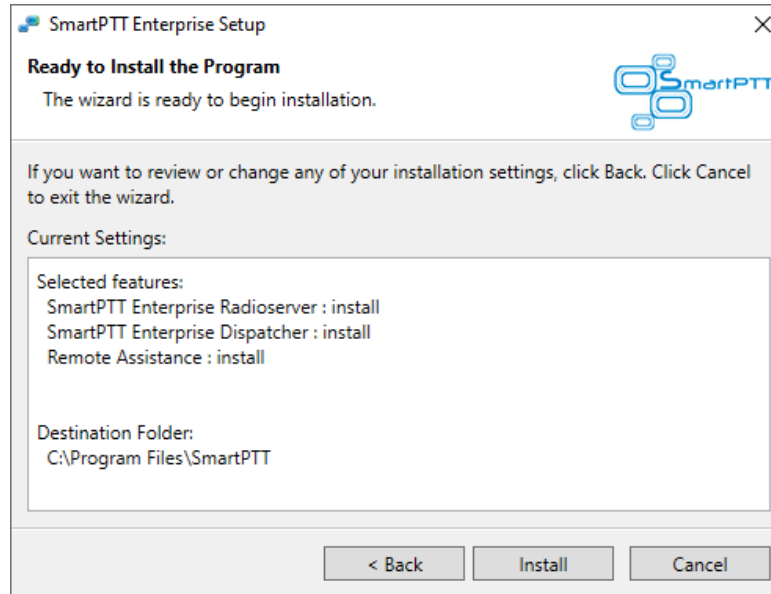 SmartPTT Enterprise Setup
Ready to Install the Program
The wizard is ready to begin installation.
SmartPTT
If you want to review or change any of your installation settings, click Back. Click Cancel
to exit the wizard.
Current Settings:
Selected features:
SmartPTT Enterprise Radioserver : install
SmartPTT Enterprise Dispatcher : install
Remote Assistance : install
Destination Folder:
C:\Program Files\SmartPTT
< Back
Install
Cancel